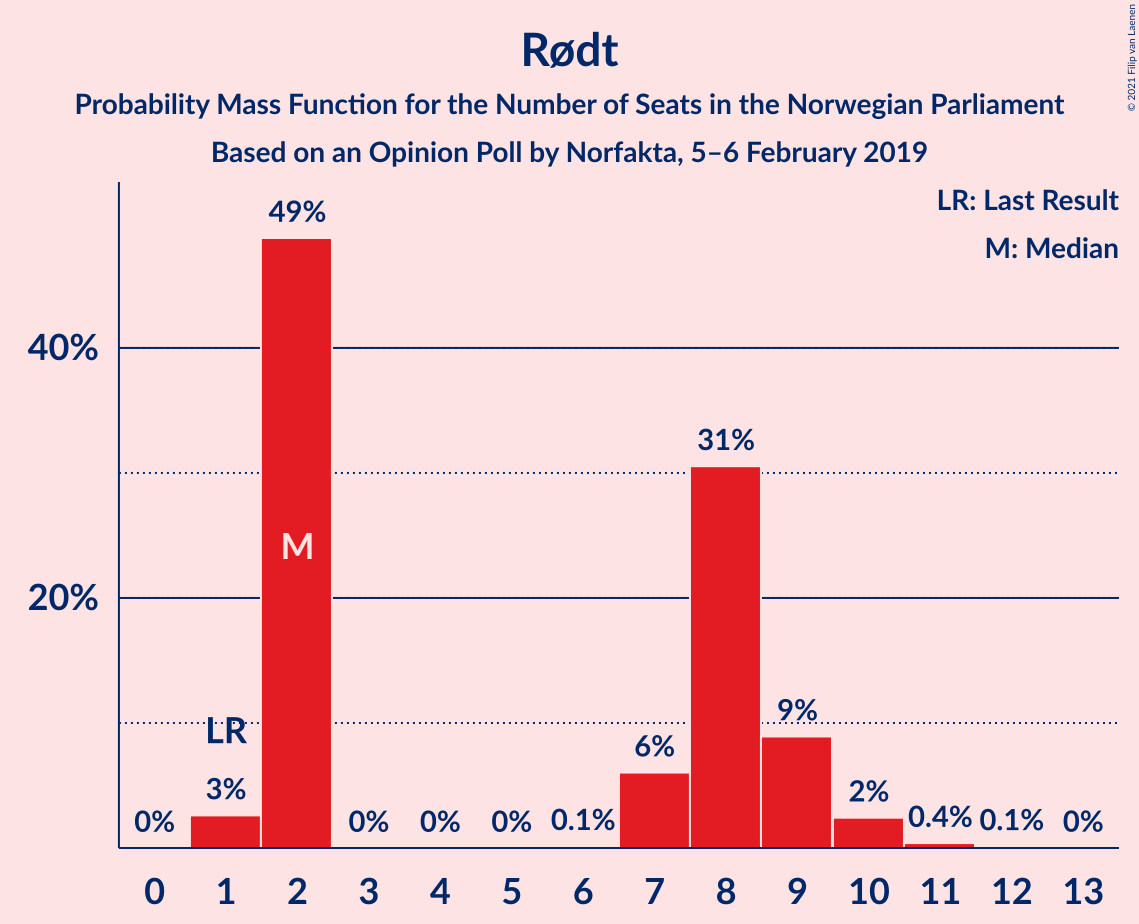 Rødt
Probability Mass Function for the Number of Seats in the Norwegian Parliament
Based on an Opinion Poll by Norfakta, 5–6 February 2019
© 2021 Filip van Laenen
LR: Last Result
M: Median
40%
20%
0%
3%
LR
49%
M
0%
0%
0%
0.1%
6%
31%
9%
2%
0.4%
0.1%
0%
0 1 2 3 4 5 6 7 8 9 10 11 12 13